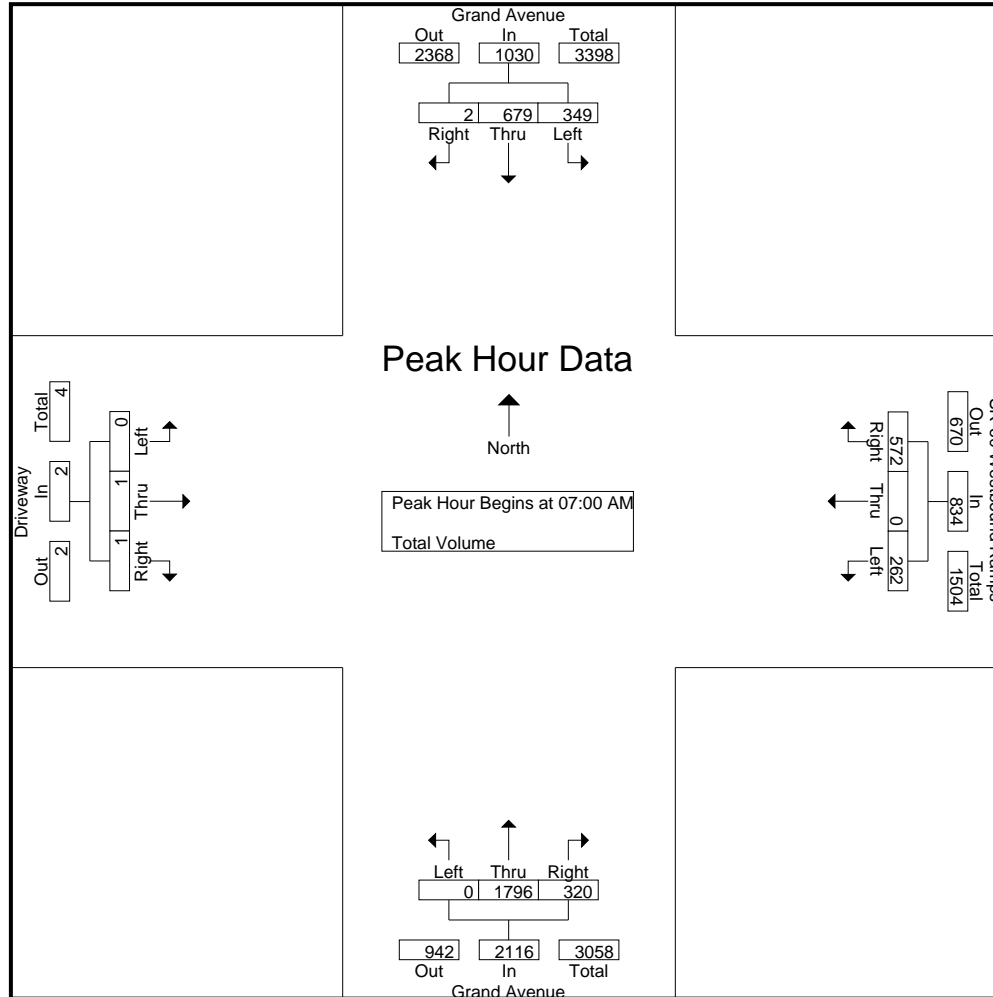 Grand Avenue
Out In Total
2368 1030 3398
2 679 349
Right Thru Left
Peak Hour Data
North
Peak Hour Begins at 07:00 AM
Total Volume
Driveway
Total In Out
4 2 2
0 1 1
Left Thru Right
Out In Total
670 834 1504
572 0 262
Right Thru Left
Left Thru Right
0 1796 320
942 2116 3058
Out In Total
Grand Avenue